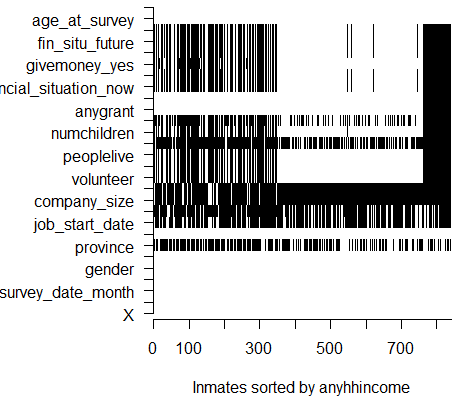 age_at_survey
fin_situ_future
givemoney_yes
ncial_situation_now
anygrant
numchildren
peoplelive
volunteer
company_size
job_start_date
province
gender
survey_date_month
X
0 100 300 500 700
Inmates sorted by anyhhincome